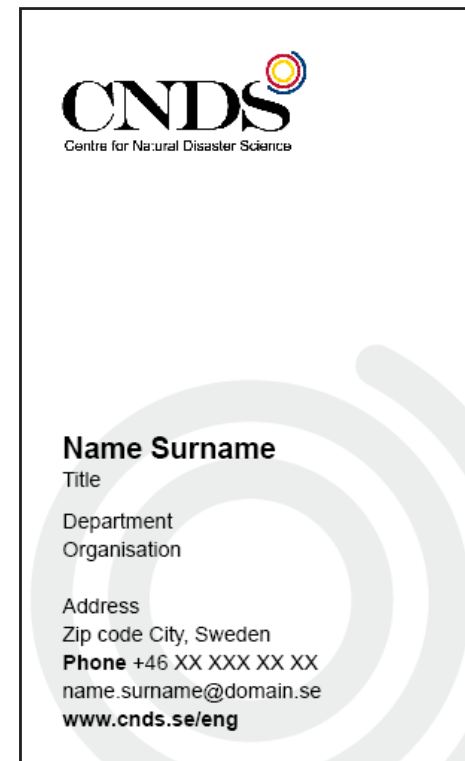 CNDS
Centre for Natural Disaster Science
Name Surname
Title
Department
Organisation
Address
Zip code City, Sweden
Phone +46 XX XXX XX XX
name.surname@domain.se
www.cnds.se/eng